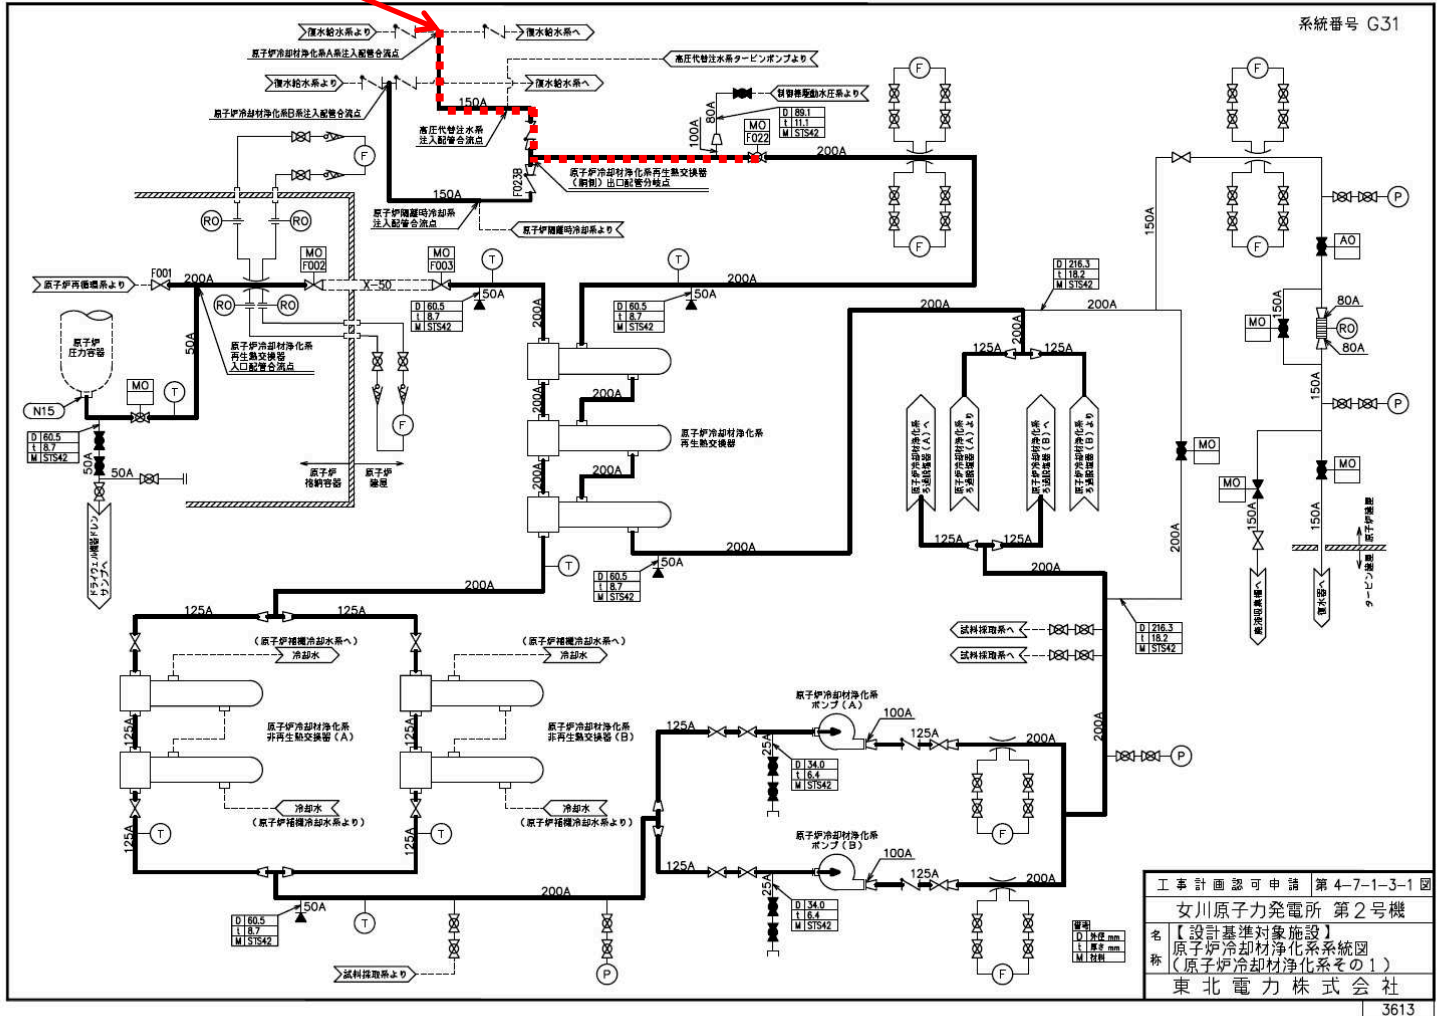 系統番号 G31
復水給水系より
復水給水系へ
原子炉冷却材浄化系A系注入配管合流点
復水給水系より
復水給水系へ
原子炉冷却材浄化系B系注入配管合流点
高圧代替注水系タービンポンプより
150A
高圧代替注水系
注入配管合流点
制御棒駆動水圧系より
80A
100A
D 89.1
t 11.1
M STS42
MO
F022
200A
原子炉冷却材浄化系再生熱交換器
(胴側)出口配管分岐点
F023B
150A
原子炉隔離時冷却系
注入配管合流点
原子炉隔離時冷却系より
F
F
F
F
F
RO
RO
RO
RO
F
P
AO
150A
150A
MO
80A
RO
80A
150A
P
MO
MO
150A
150A
原子炉建屋
タービン建屋
廃液収集槽へ
復水器へ
原子炉再循環系より
F001
200A
MO
F002
X-50
MO
F003
T
50A
D 60.5
t 8.7
M STS42
T
200A
50A
D 60.5
t 8.7
M STS42
原子炉
圧力容器
N15
MO
T
50A
原子炉冷却材浄化系
再生熱交換器
入口配管合流点
D 60.5
t 8.7
M STS42
50A
50A
ドライウェル機器ドレン
サンプへ
原子炉
格納容器
原子炉
建屋
200A
200A
200A
200A
200A
原子炉冷却材浄化系
再生熱交換器
T
50A
D 60.5
t 8.7
M STS42
200A
200A
D 216.3
t 18.2
M STS42
200A
200A
125A
125A
原子炉冷却材浄化系
ろ過脱塩器(A)へ
原子炉冷却材浄化系
ろ過脱塩器(A)より
原子炉冷却材浄化系
ろ過脱塩器(B)へ
原子炉冷却材浄化系
ろ過脱塩器(B)より
125A
125A
200A
MO
200A
D 216.3
t 18.2
M STS42
試料採取系へ
試料採取系へ
200A
P
200A
125A
125A
(原子炉補機冷却水系へ)
冷却水
(原子炉補機冷却水系へ)
冷却水
125A
原子炉冷却材浄化系
非再生熱交換器(A)
125A
原子炉冷却材浄化系
非再生熱交換器(B)
冷却水
(原子炉補機冷却水系より)
冷却水
(原子炉補機冷却水系より)
125A
T
125A
T
200A
50A
D 60.5
t 8.7
M STS42
T
試料採取系より
P
原子炉冷却材浄化系
ポンプ(A)
125A
25A
D 34.0
t 6.4
M STS42
100A
125A
200A
F
原子炉冷却材浄化系
ポンプ(B)
125A
25A
D 34.0
t 6.4
M STS42
100A
125A
200A
F
備考
D 外径 mm
t 厚さ mm
M 材料
工事計画認可申請 第 4-7-1-3-1 図
女川原子力発電所 第2号機
名称
【設計基準対象施設】
原子炉冷却材浄化系系統図
(原子炉冷却材浄化系その1)
東北電力株式会社
3613